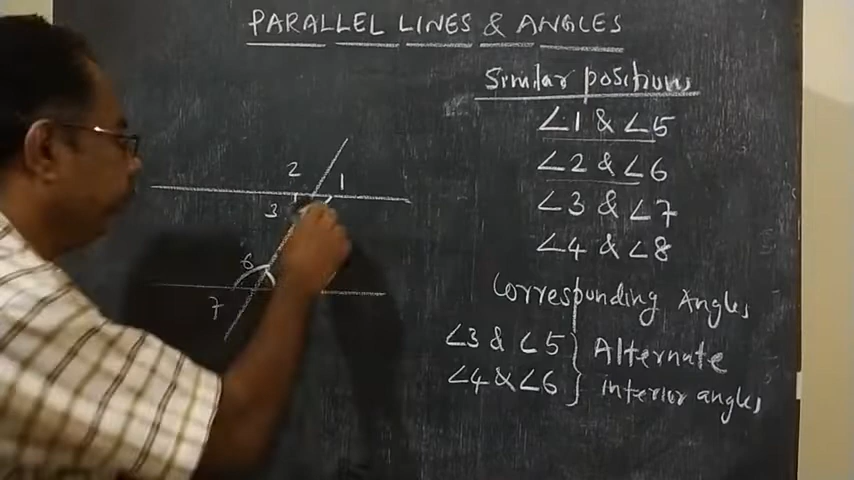 PARALLEL LINES & ANGLES
Similar positions
∠1 & ∠5
∠2 & ∠6
∠3 & ∠7
∠4 & ∠8
Corresponding Angles
∠3 & ∠5 } Alternate
∠4 & ∠6 } interior angles
2
1
3
6
7